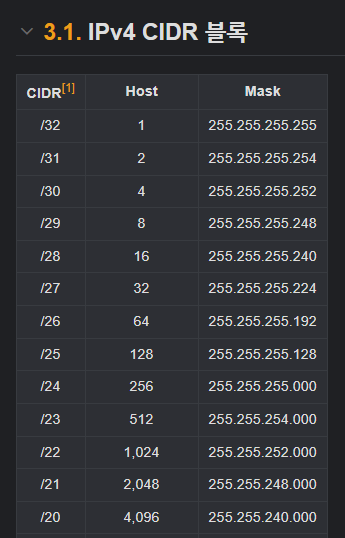 3.1. IPv4 CIDR 블록
CIDR[1] Host Mask
/32 1 255.255.255.255
/31 2 255.255.255.254
/30 4 255.255.255.252
/29 8 255.255.255.248
/28 16 255.255.255.240
/27 32 255.255.255.224
/26 64 255.255.255.192
/25 128 255.255.255.128
/24 256 255.255.255.000
/23 512 255.255.254.000
/22 1,024 255.255.252.000
/21 2,048 255.255.248.000
/20 4,096 255.255.240.000